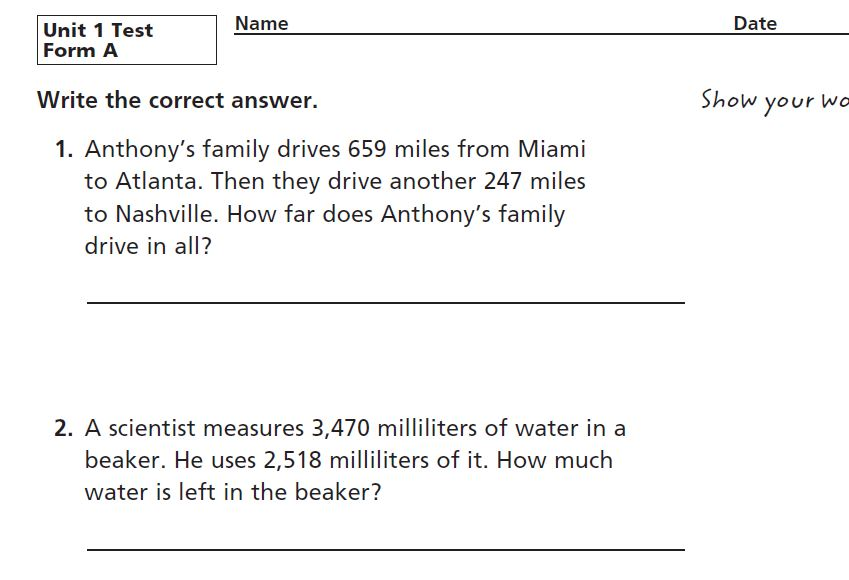 Unit 1 Test
Form A
Name
Date
Write the correct answer.
Show your
1. Anthony’s family drives 659 miles from Miami
to Atlanta. Then they drive another 247 miles
to Nashville. How far does Anthony’s family
drive in all?
2. A scientist measures 3,470 milliliters of water in a
beaker. He uses 2,518 milliliters of it. How much
water is left in the beaker?